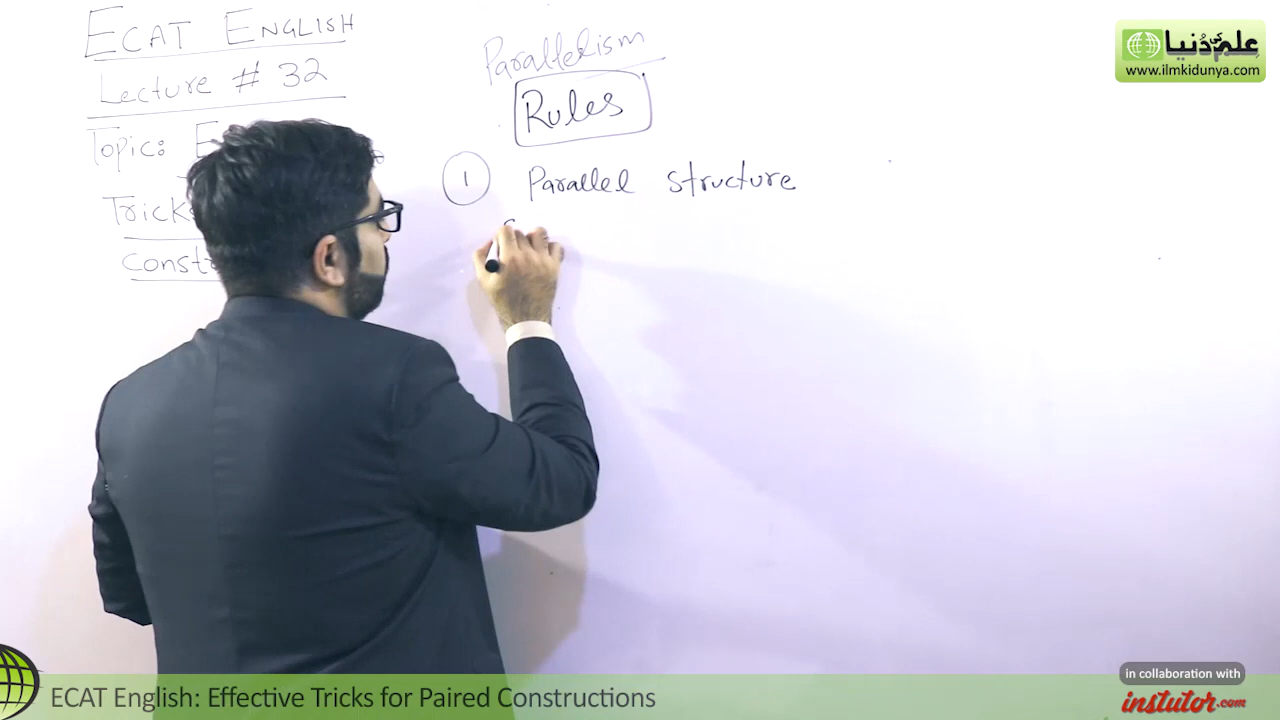 ECAT ENGLISH
Lecture # 32
Topic:
Tricks
Parallelism
Rules
1 Parallel structure
علم کی دُنیا
www.ilmkidunya.com
in collaboration with
instutor.com
ECAT English: Effective Tricks for Paired Constructions